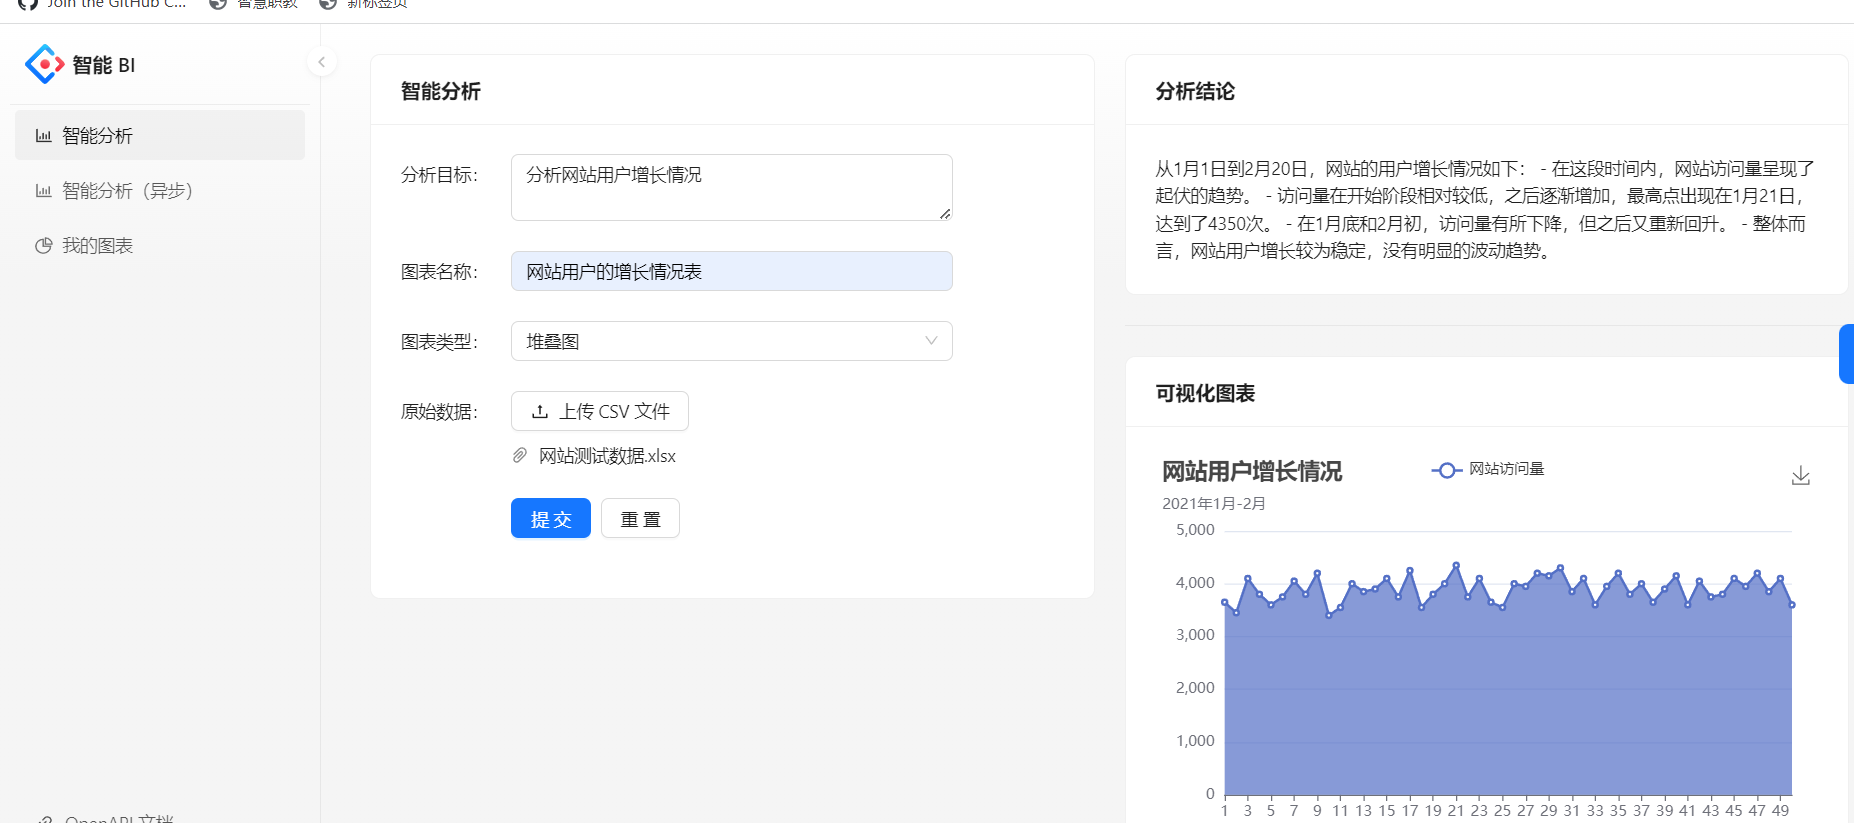 Join the GitHub C... 智慧职教 新标签页
智能 BI
智能分析
智能分析（异步）
我的图表
OpenAPI 文档
智能分析
分析目标：
分析网站用户增长情况
图表名称：
网站用户的增长情况表
图表类型：
堆叠图
原始数据：
上传 CSV 文件
网站测试数据.xlsx
提 交
重 置
分析结论
从1月1日到2月20日，网站的用户增长情况如下： - 在这段时间内，网站访问量呈现了
起伏的趋势。 - 访问量在开始阶段相对较低，之后逐渐增加，最高点出现在1月21日，
达到了4350次。 - 在1月底和2月初，访问量有所下降，但之后又重新回升。 - 整体而
言，网站用户增长较为稳定，没有明显的波动趋势。
可视化图表
网站用户增长情况
网站访问量
2021年1月-2月
5,000
4,000
3,000
2,000
1,000
0
1 3 5 7 9 11 13 15 17 19 21 23 25 27 29 31 33 35 37 39 41 43 45 47 49